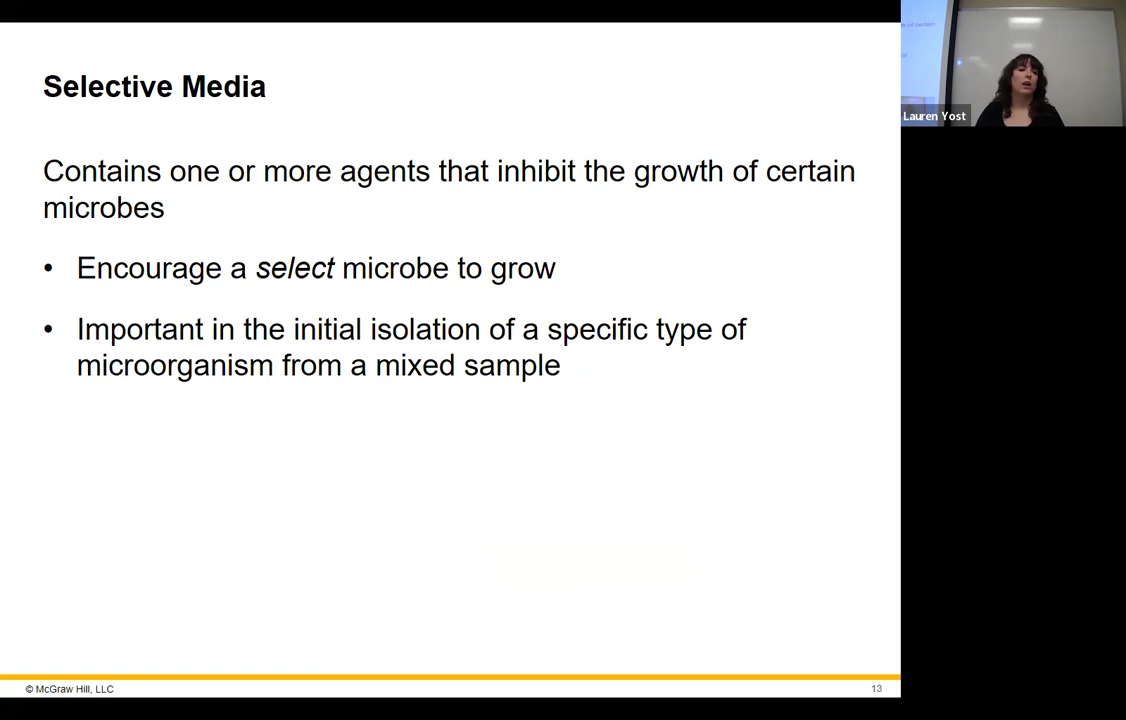 Selective Media
Contains one or more agents that inhibit the growth of certain
microbes
• Encourage a select microbe to grow
• Important in the initial isolation of a specific type of
microorganism from a mixed sample
© McGraw Hill, LLC
13
Lauren Yost